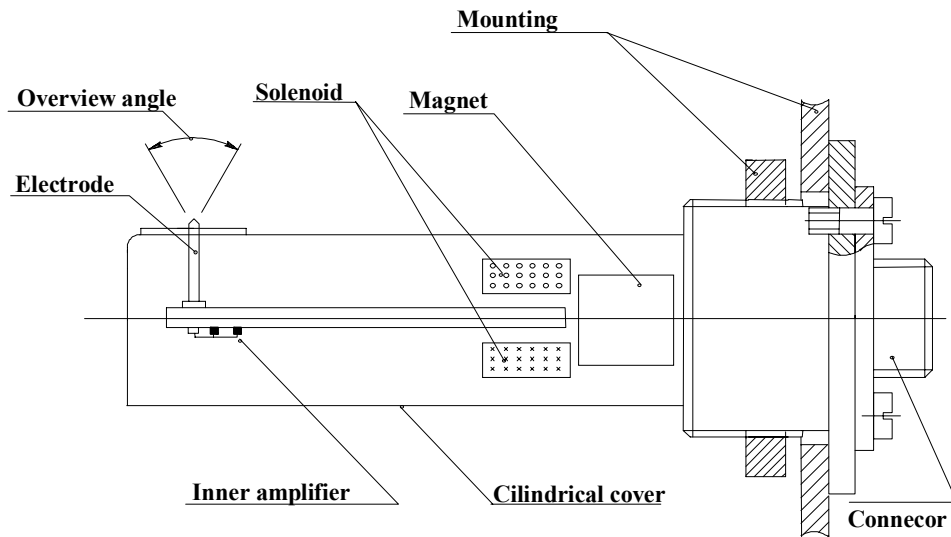 Mounting
Solenoid
Magnet
Overview angle
Electrode
Inner amplifier
Cilindrical cover
Connecor